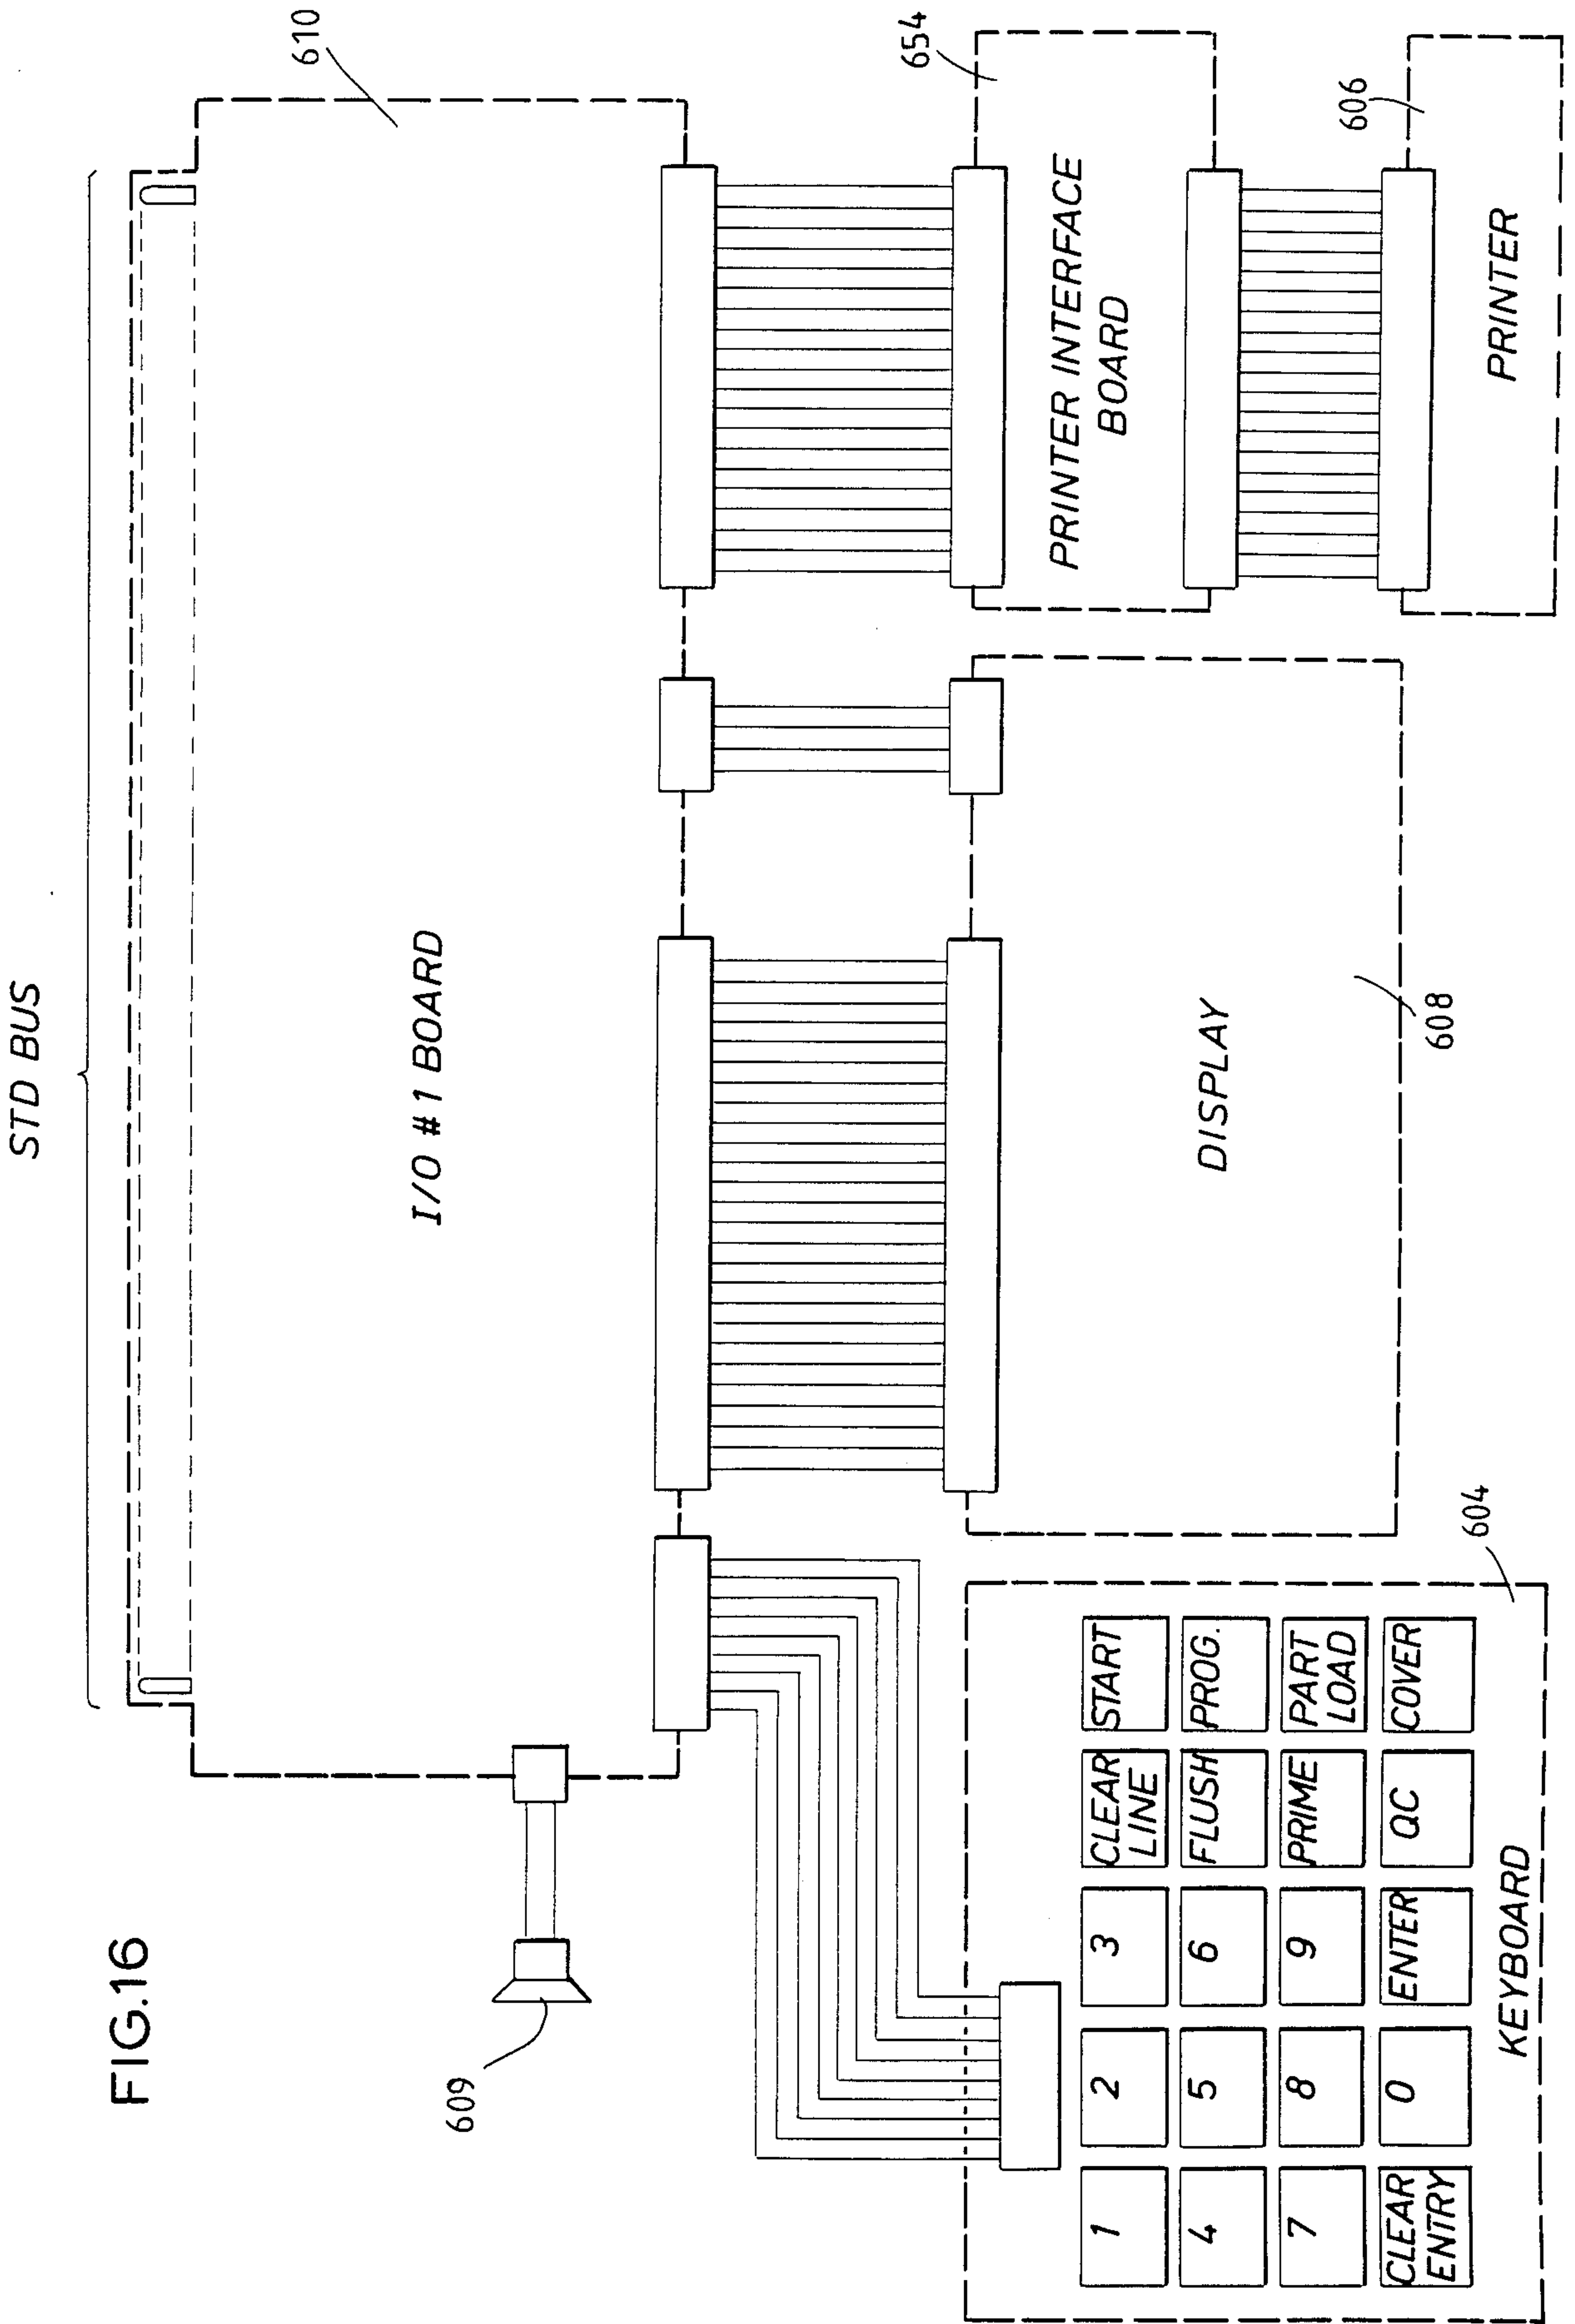 FIG.16
STD BUS
610
I/O #1 BOARD
609
654
PRINTER INTERFACE
BOARD
606
PRINTER
DISPLAY
608
604
1
2
3
CLEAR
LINE
START
4
5
6
FLUSH
PROG.
7
8
9
PRIME
PART
LOAD
CLEAR
ENTRY
0
ENTER
QC
COVER
KEYBOARD